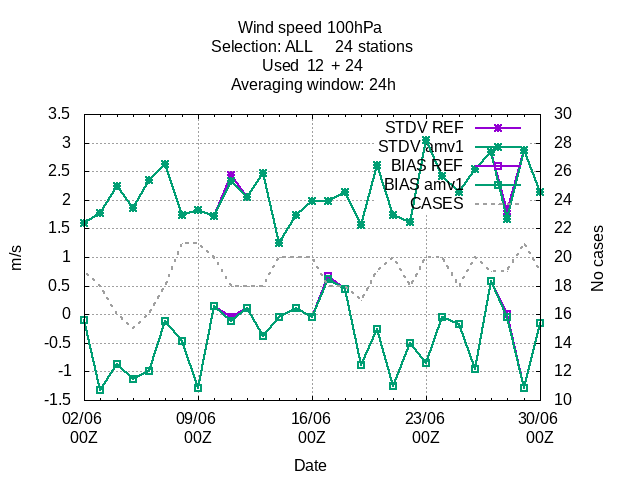 Wind speed 100hPa
Selection: ALL 24 stations
Used 12 + 24
Averaging window: 24h
3.5
3
2.5
2
1.5
1
0.5
0
-0.5
-1
-1.5
m/s
STDV REF
STDV amv1
BIAS REF
BIAS amv1
CASES
30
28
26
24
22
20
18
16
14
12
10
No cases
02/06 09/06 16/06 23/06 30/06
00Z 00Z 00Z 00Z 00Z
Date